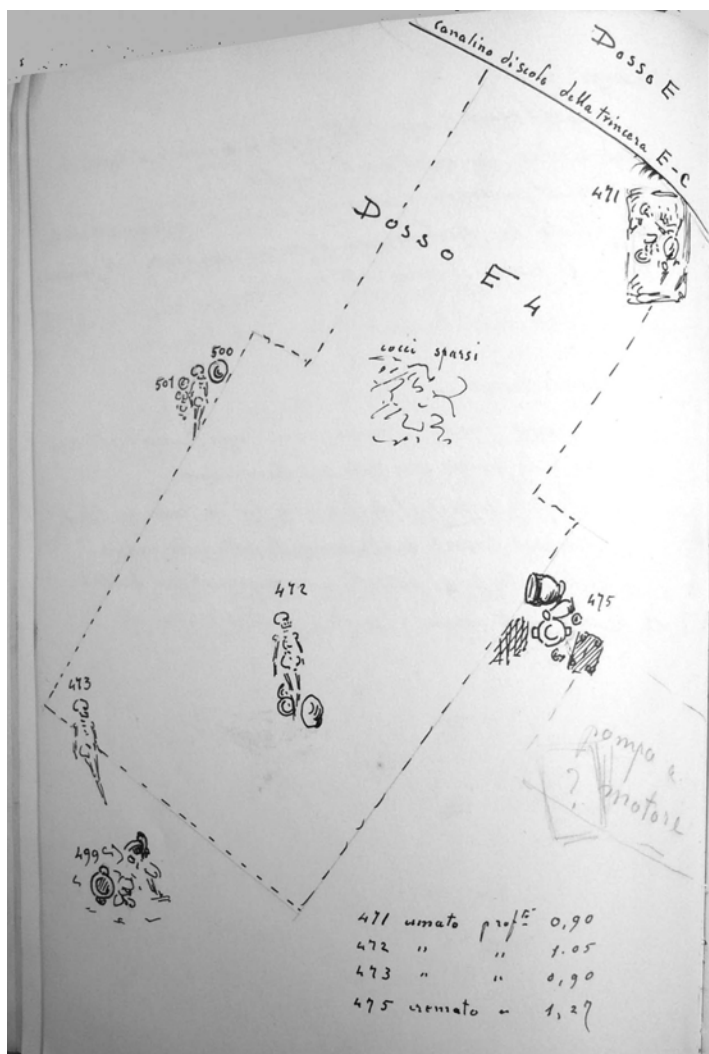 Dosso E
Canalino di scolo della trincera E-C
471
Dosso E 4
500
501
cocci sparsi
472
475
473
pompa a
motore
?
499
471 umato prof.tà 0,90
472 " " 1.05
473 " " 0,90
475 cremato " 1,27